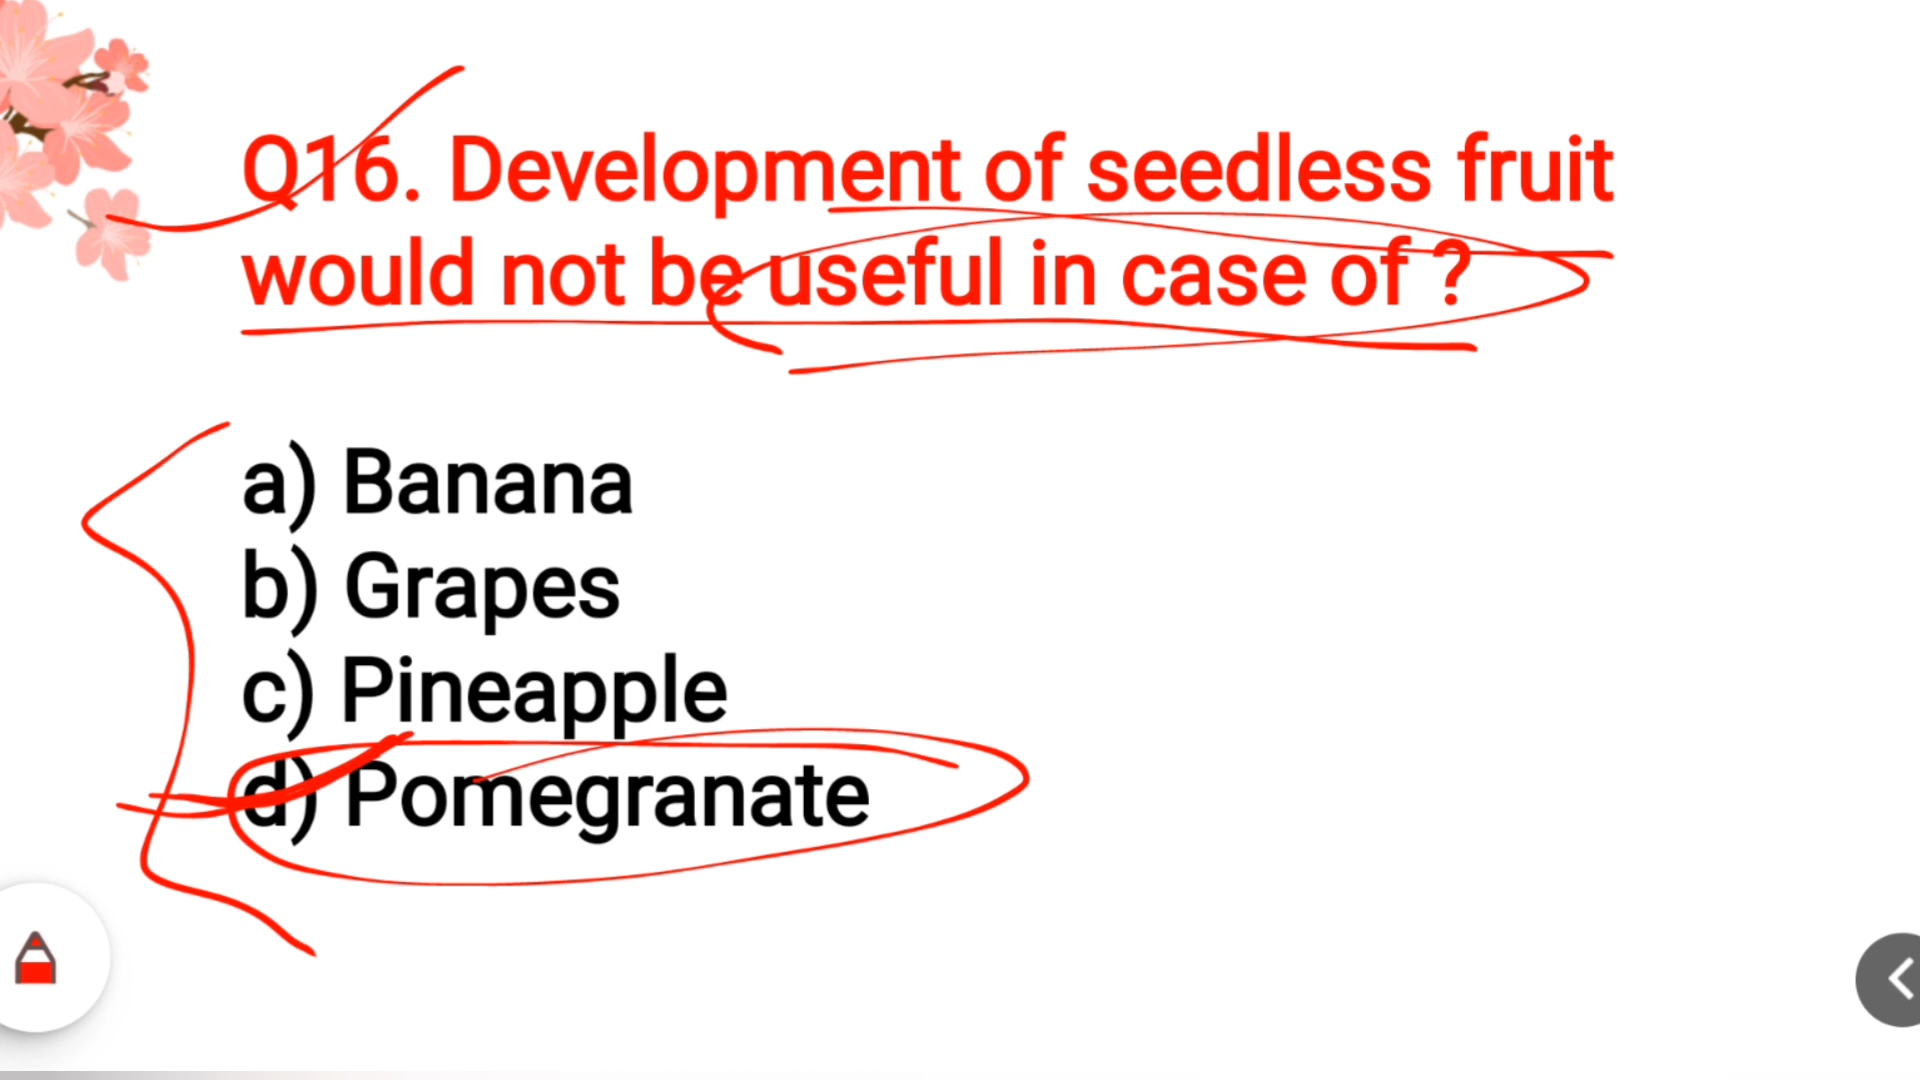 Q16. Development of seedless fruit
would not be useful in case of ?
a) Banana
b) Grapes
c) Pineapple
d) Pomegranate